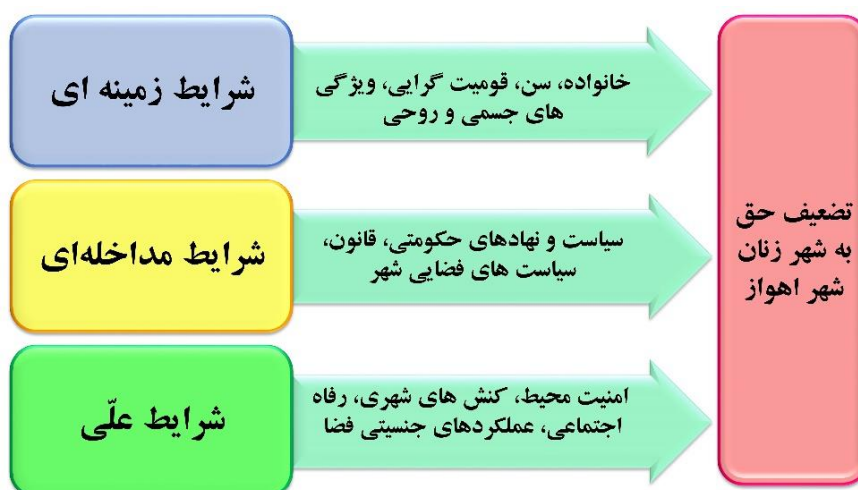 شرایط زمینه ای
خانواده، سن، قومیت گرایی، ویژگی
های جسمی و روحی
شرایط مداخله‌ای
سیاست و نهادهای حکومتی، قانون،
سیاست های فضایی شهر
شرایط علّی
امنیت محیط، کنش های شهری، رفاه
اجتماعی، عملکردهای جنسیتی فضا
تضعیف حق
به شهر زنان
شهر اهواز